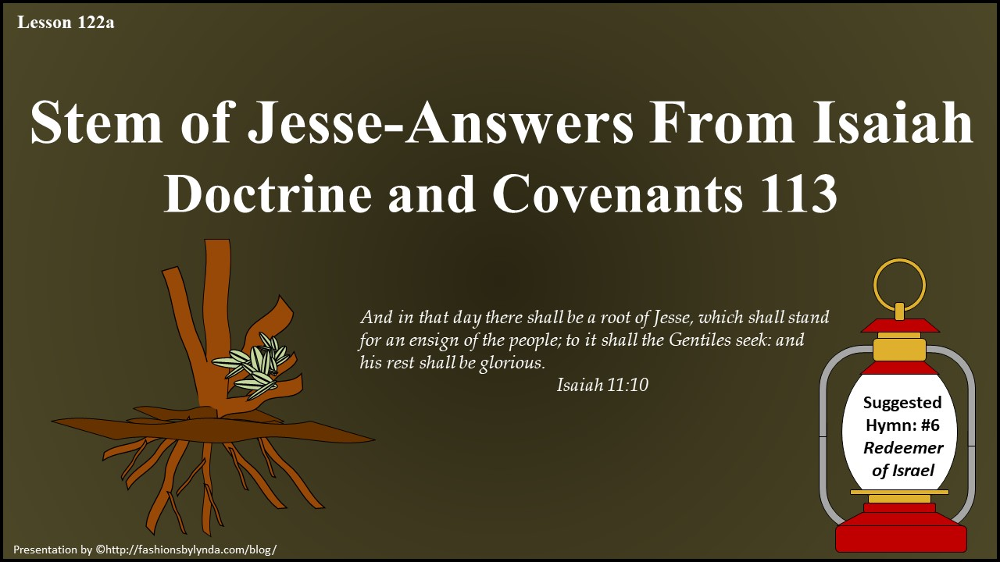 Lesson 122a
Stem of Jesse-Answers From Isaiah
Doctrine and Covenants 113
And in that day there shall be a root of Jesse, which shall stand
for an ensign of the people; to it shall the Gentiles seek: and
his rest shall be glorious.
Isaiah 11:10
Suggested
Hymn: #6
Redeemer
of Israel
Presentation by ©http://fashionsbylynda.com/blog/